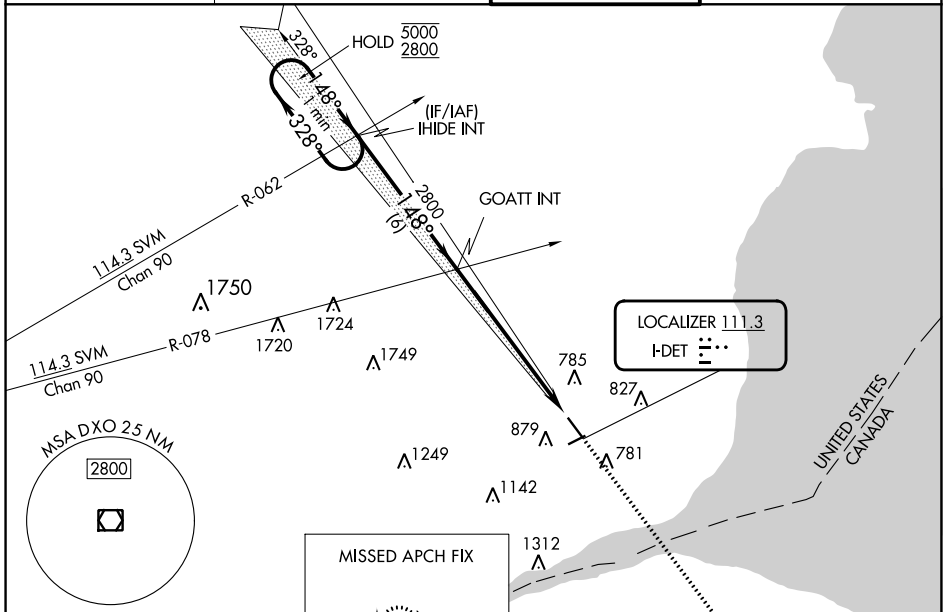 HOLD 5000
2800
328°
148°
1 min
328°
(IF/IAF)
IHIDE INT
R-062
2800
148°
(6)
GOATT INT
114.3 SVM
Chan 90
1750
1720
1724
R-078
114.3 SVM
Chan 90
1749
LOCALIZER 111.3
I-DET
785
827
879
781
UNITED STATES
CANADA
MSA DXO 25 NM
2800
1249
1142
1312
MISSED APCH FIX